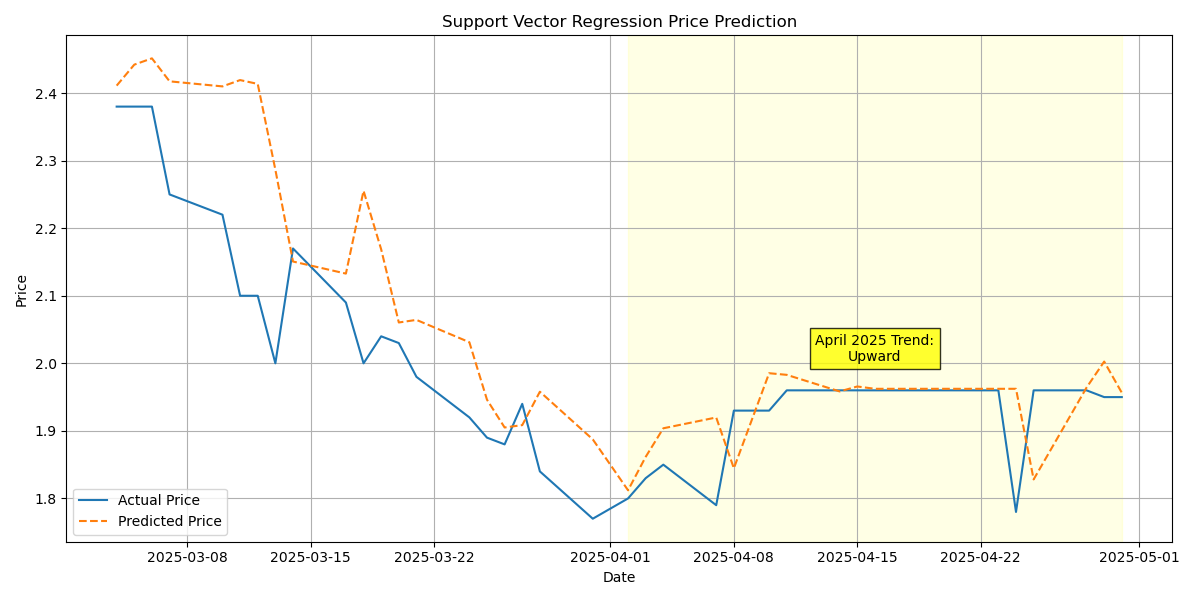 Support Vector Regression Price Prediction
Price
2.4
2.3
2.2
2.1
2.0
1.9
1.8
April 2025 Trend:
Upward
Actual Price
Predicted Price
2025-03-08
2025-03-15
2025-03-22
2025-04-01
2025-04-08
2025-04-15
2025-04-22
2025-05-01
Date